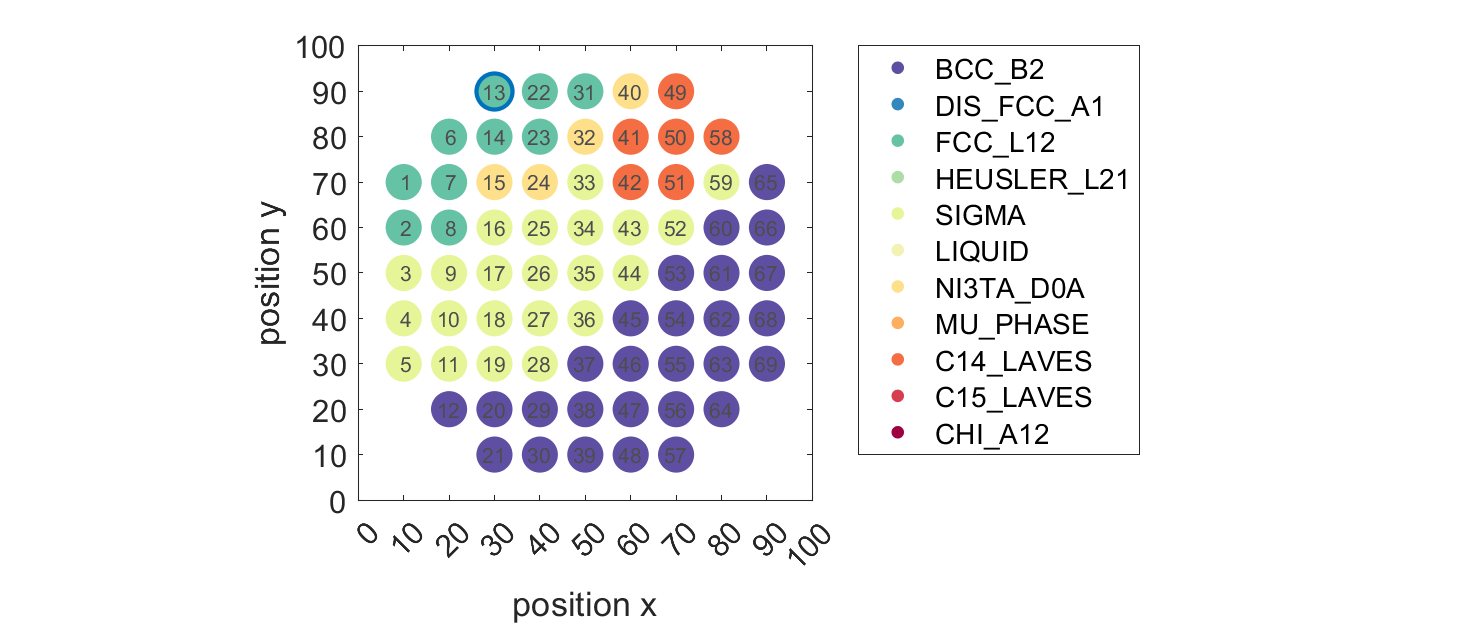 100
90
80
70
60
50
40
30
20
10
0
position y
13 22 31 40 49
6 14 23 32 41 50 58
1 7 15 24 33 42 51 59 65
2 8 16 25 34 43 52 60 66
3 9 17 26 35 44 53 61 67
4 10 18 27 36 45 54 62 68
5 11 19 28 37 46 55 63 69
12 20 29 38 47 56 64
21 30 39 48 57
0 10 20 30 40 50 60 70 80 90 100
position x
BCC_B2
DIS_FCC_A1
FCC_L12
HEUSLER_L21
SIGMA
LIQUID
NI3TA_D0A
MU_PHASE
C14_LAVES
C15_LAVES
CHI_A12